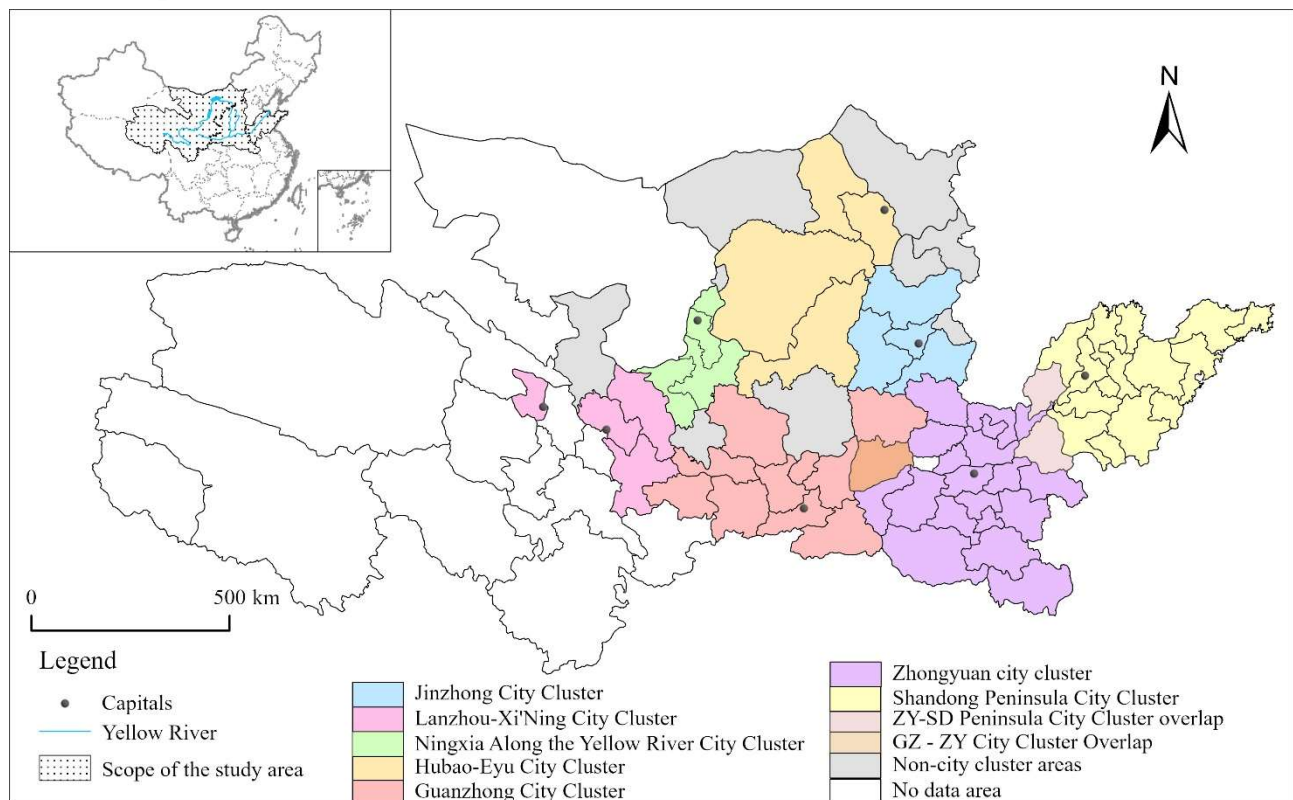 N
0 500 km
Legend
Capitals
Yellow River
Scope of the study area
Jinzhong City Cluster
Lanzhou-Xi'Ning City Cluster
Ningxia Along the Yellow River City Cluster
Hubao-Eyu City Cluster
Guanzhong City Cluster
Zhongyuan city cluster
Shandong Peninsula City Cluster
ZY-SD Peninsula City Cluster overlap
GZ - ZY City Cluster Overlap
Non-city cluster areas
No data area